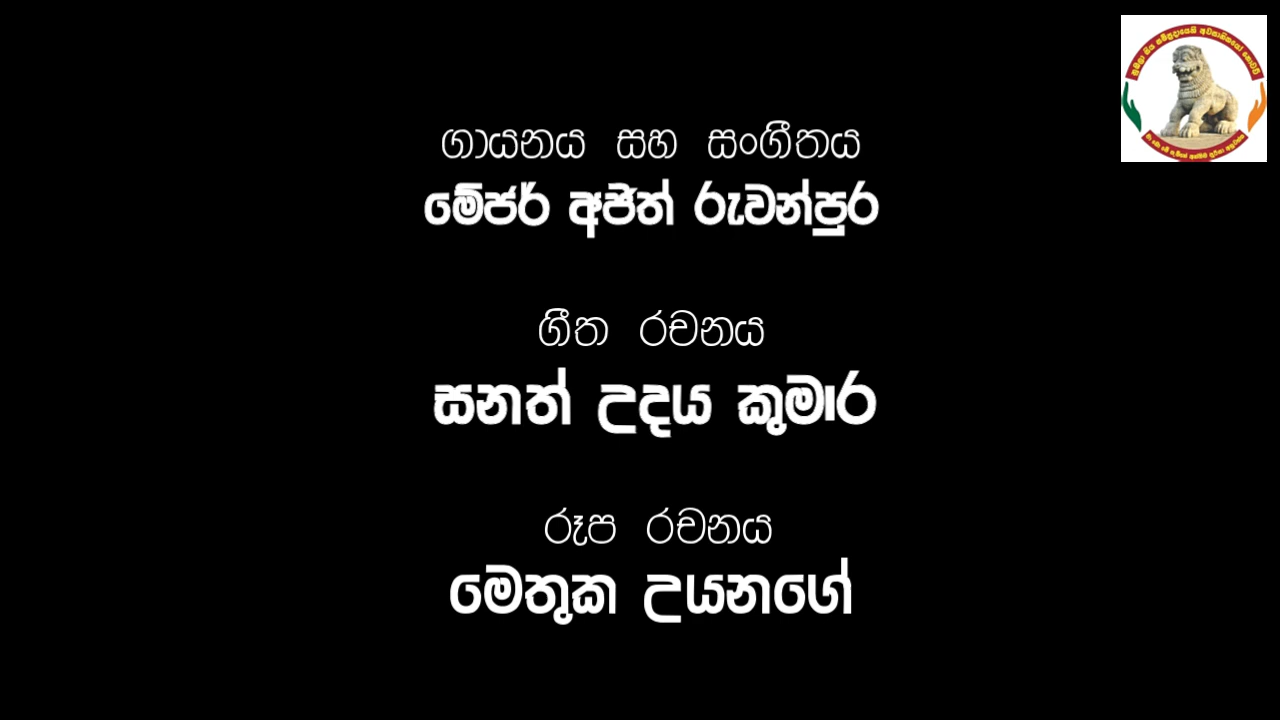 ගායනය සහ සංගීතය
මේජර් අජිත් රුවන්පුර
ගීත රචනය
සනත් උදය කුමාර
රූප රචනය
මෙතුක උයනගේ